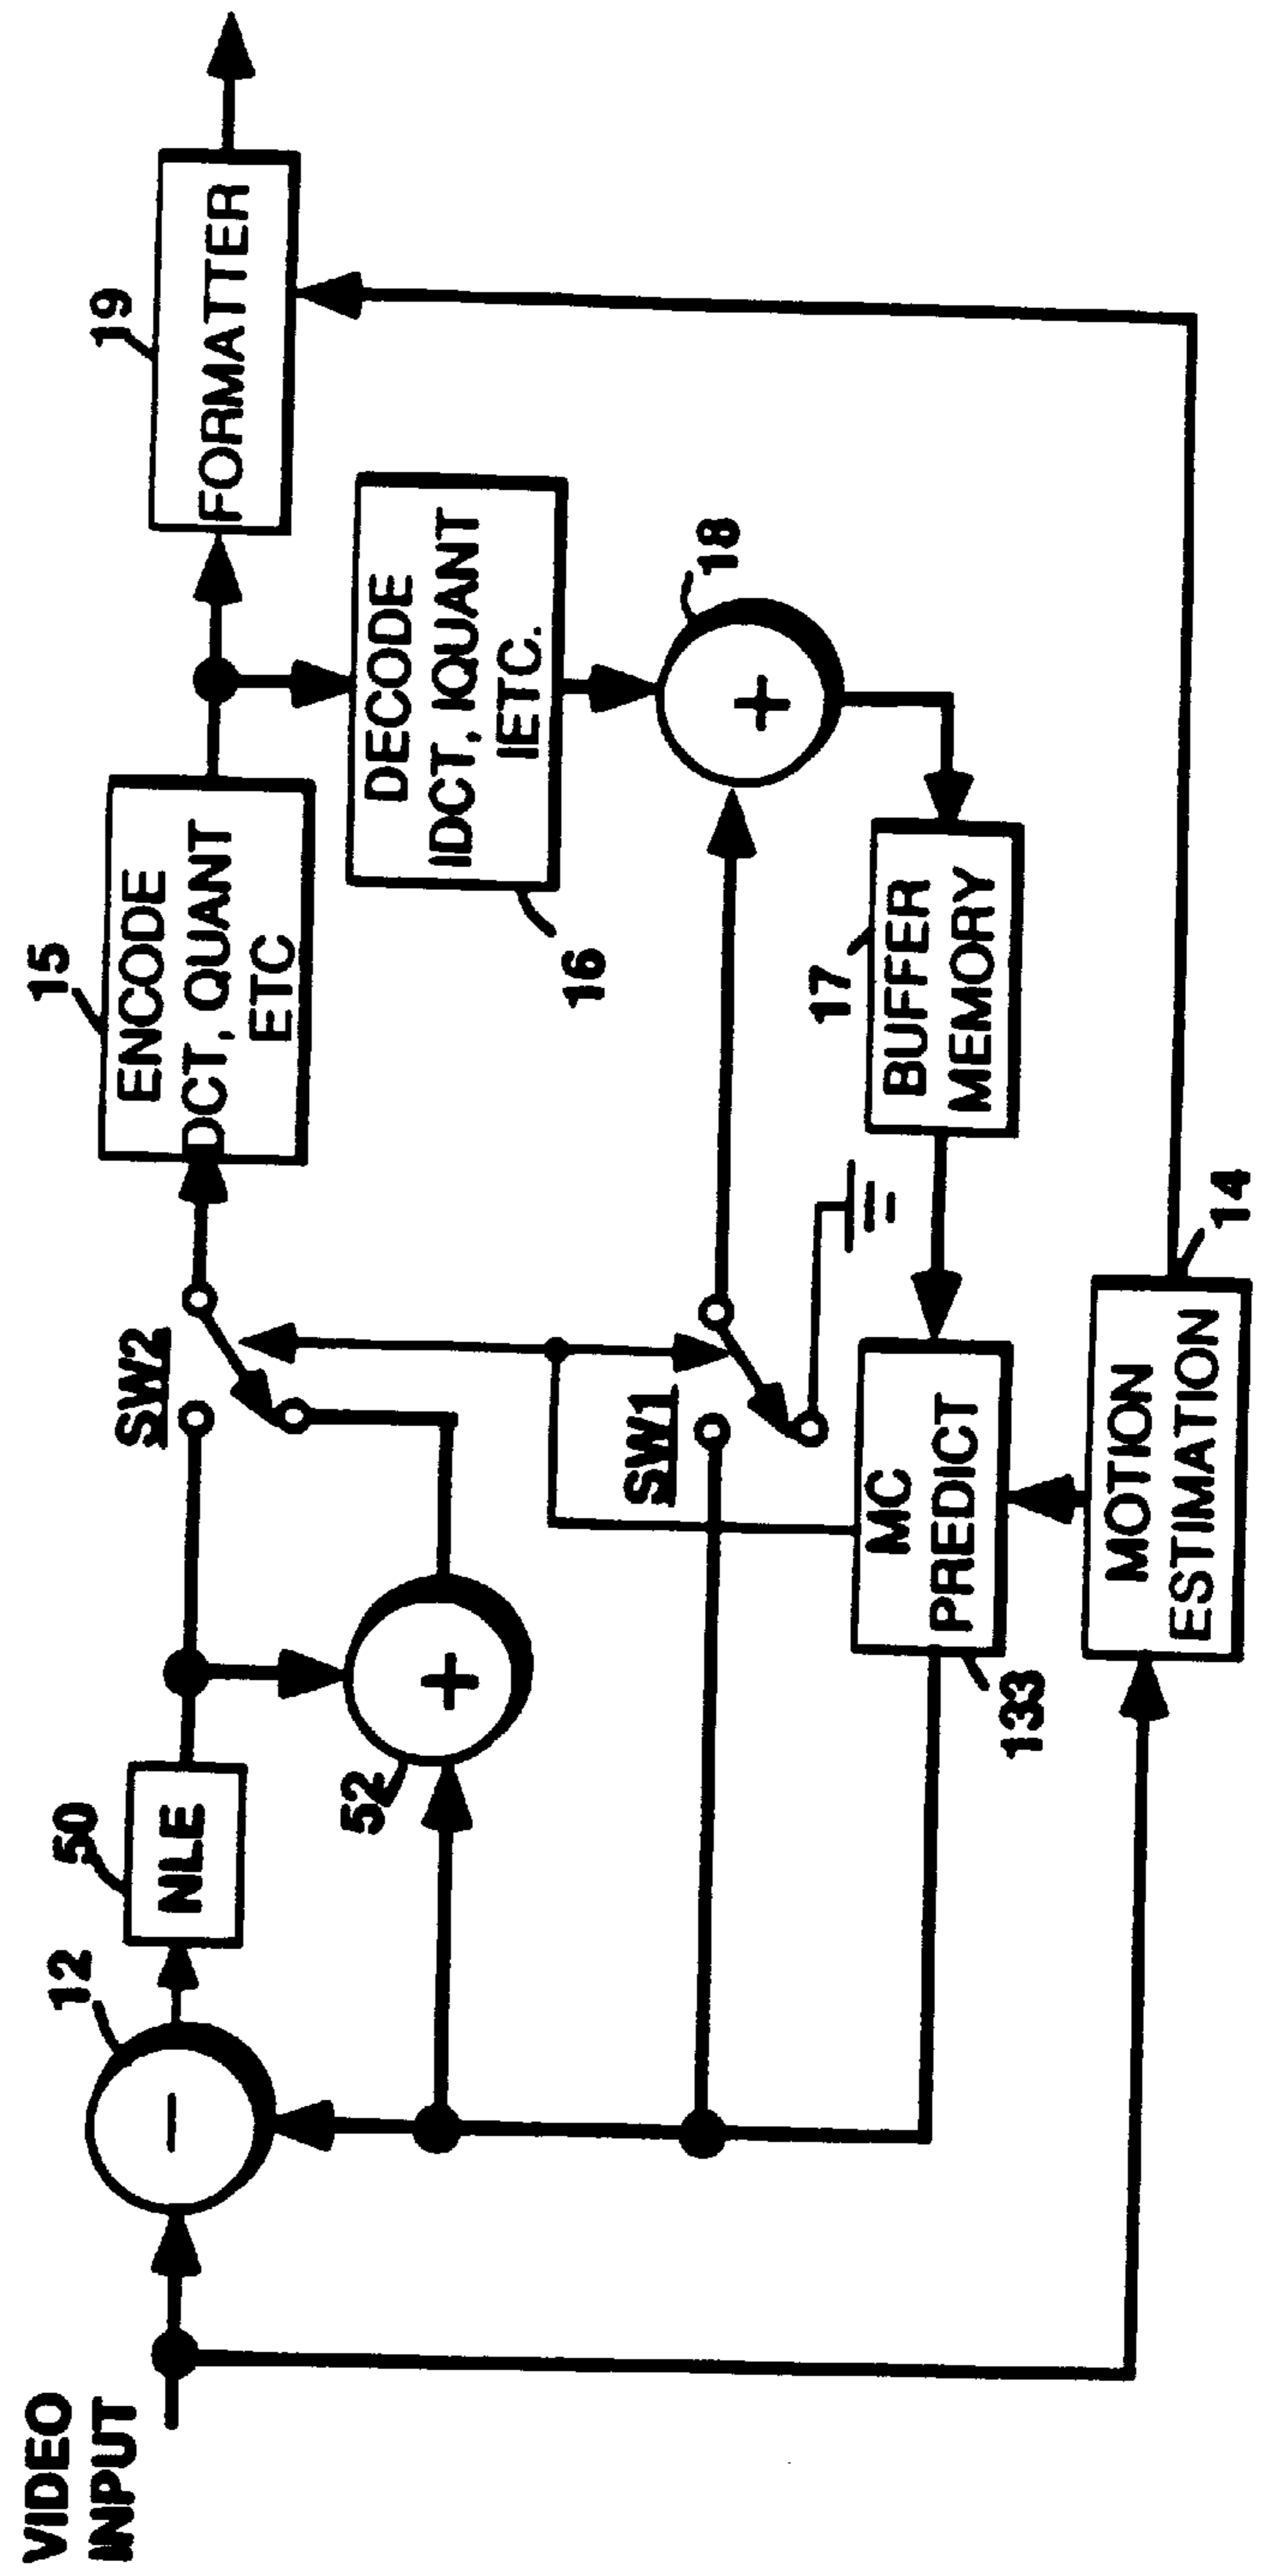 VIDEO
INPUT
12
−
50
NLE
52
+
SW2
15
ENCODE
DCT, QUANT
ETC
19
FORMATTER
16
DECODE
IDCT, IQUANT
IETC.
18
+
SW1
17
BUFFER
MEMORY
133
MC
PREDICT
14
MOTION
ESTIMATION